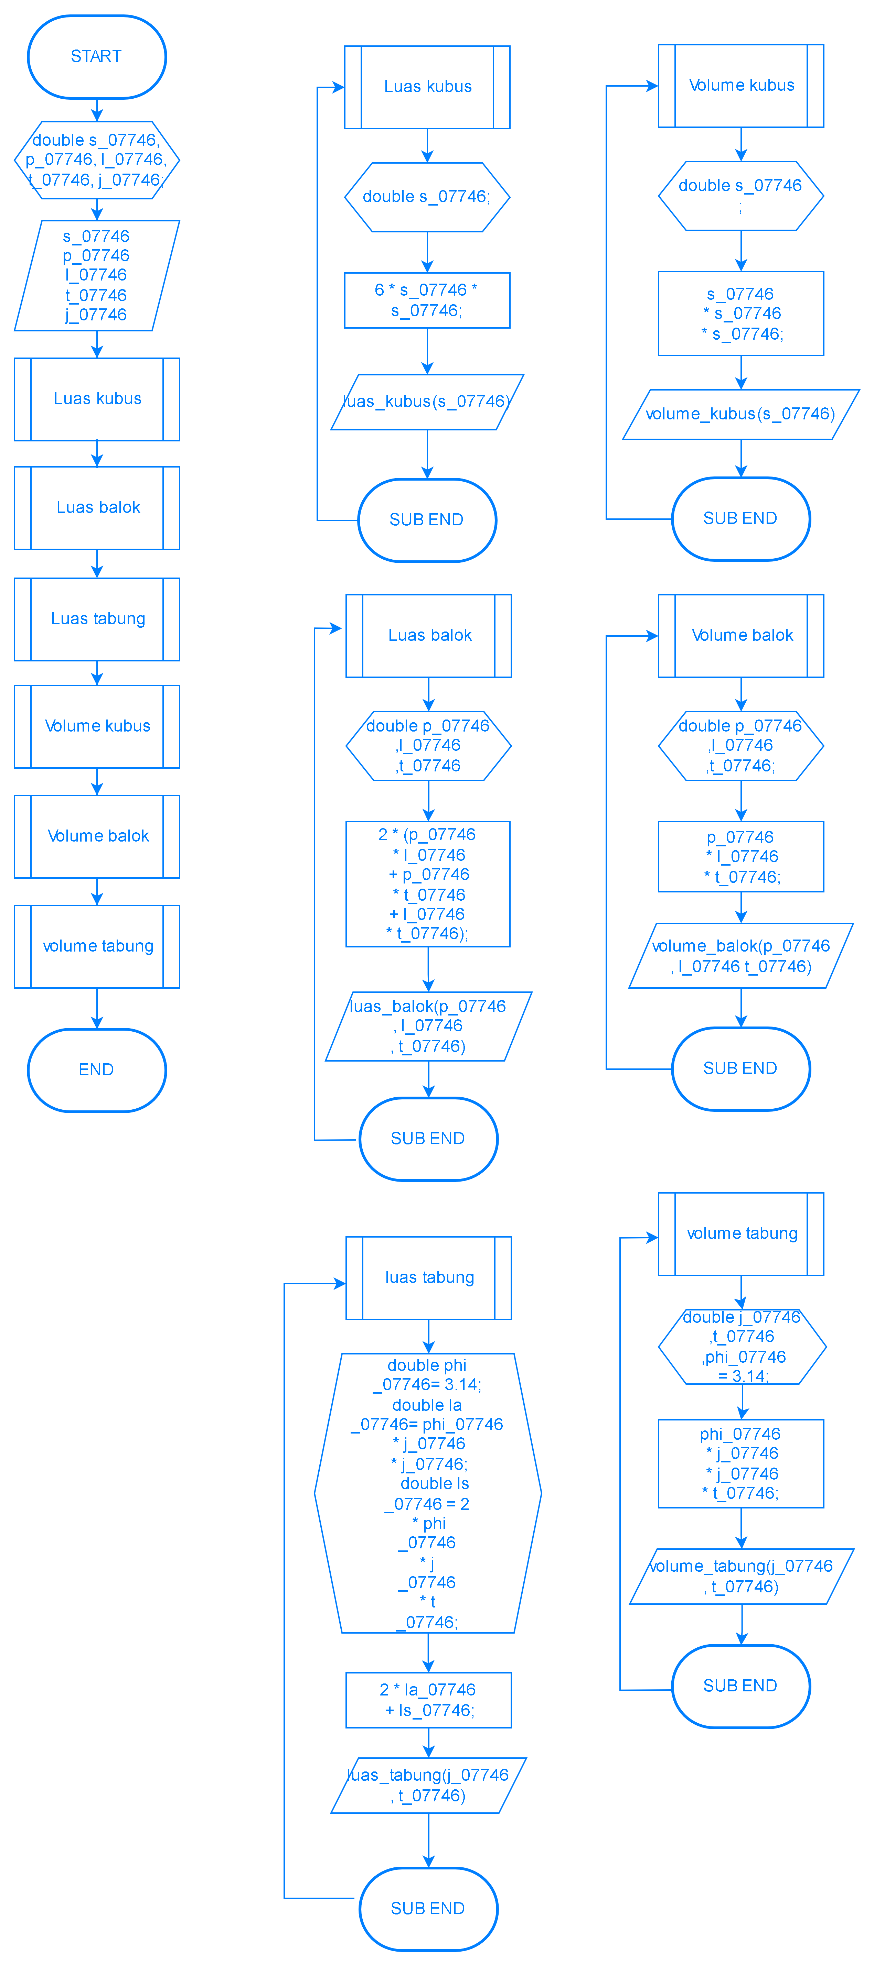 START
double s_07746,
p_07746, l_07746,
t_07746, j_07746;
s_07746
p_07746
l_07746
t_07746
j_07746
Luas kubus
Luas balok
Luas tabung
Volume kubus
Volume balok
volume tabung
END
Luas kubus
double s_07746;
6 * s_07746 *
s_07746;
luas_kubus(s_07746)
SUB END
Volume kubus
double s_07746
;
s_07746
* s_07746
* s_07746;
volume_kubus(s_07746)
SUB END
Luas balok
double p_07746
,l_07746
,t_07746
2 * (p_07746
* l_07746
+ p_07746
* t_07746
+ l_07746
* t_07746);
luas_balok(p_07746
, l_07746
, t_07746)
SUB END
Volume balok
double p_07746
,l_07746
,t_07746;
p_07746
* l_07746
* t_07746;
volume_balok(p_07746
, l_07746 t_07746)
SUB END
luas tabung
double phi
_07746= 3.14;
double la
_07746= phi_07746
* j_07746
* j_07746;
double ls
_07746 = 2
* phi
_07746
* j
_07746
* t
_07746;
2 * la_07746
+ ls_07746;
luas_tabung(j_07746
, t_07746)
SUB END
volume tabung
double j_07746
,t_07746
,phi_07746
= 3.14;
phi_07746
* j_07746
* j_07746
* t_07746;
volume_tabung(j_07746
, t_07746)
SUB END